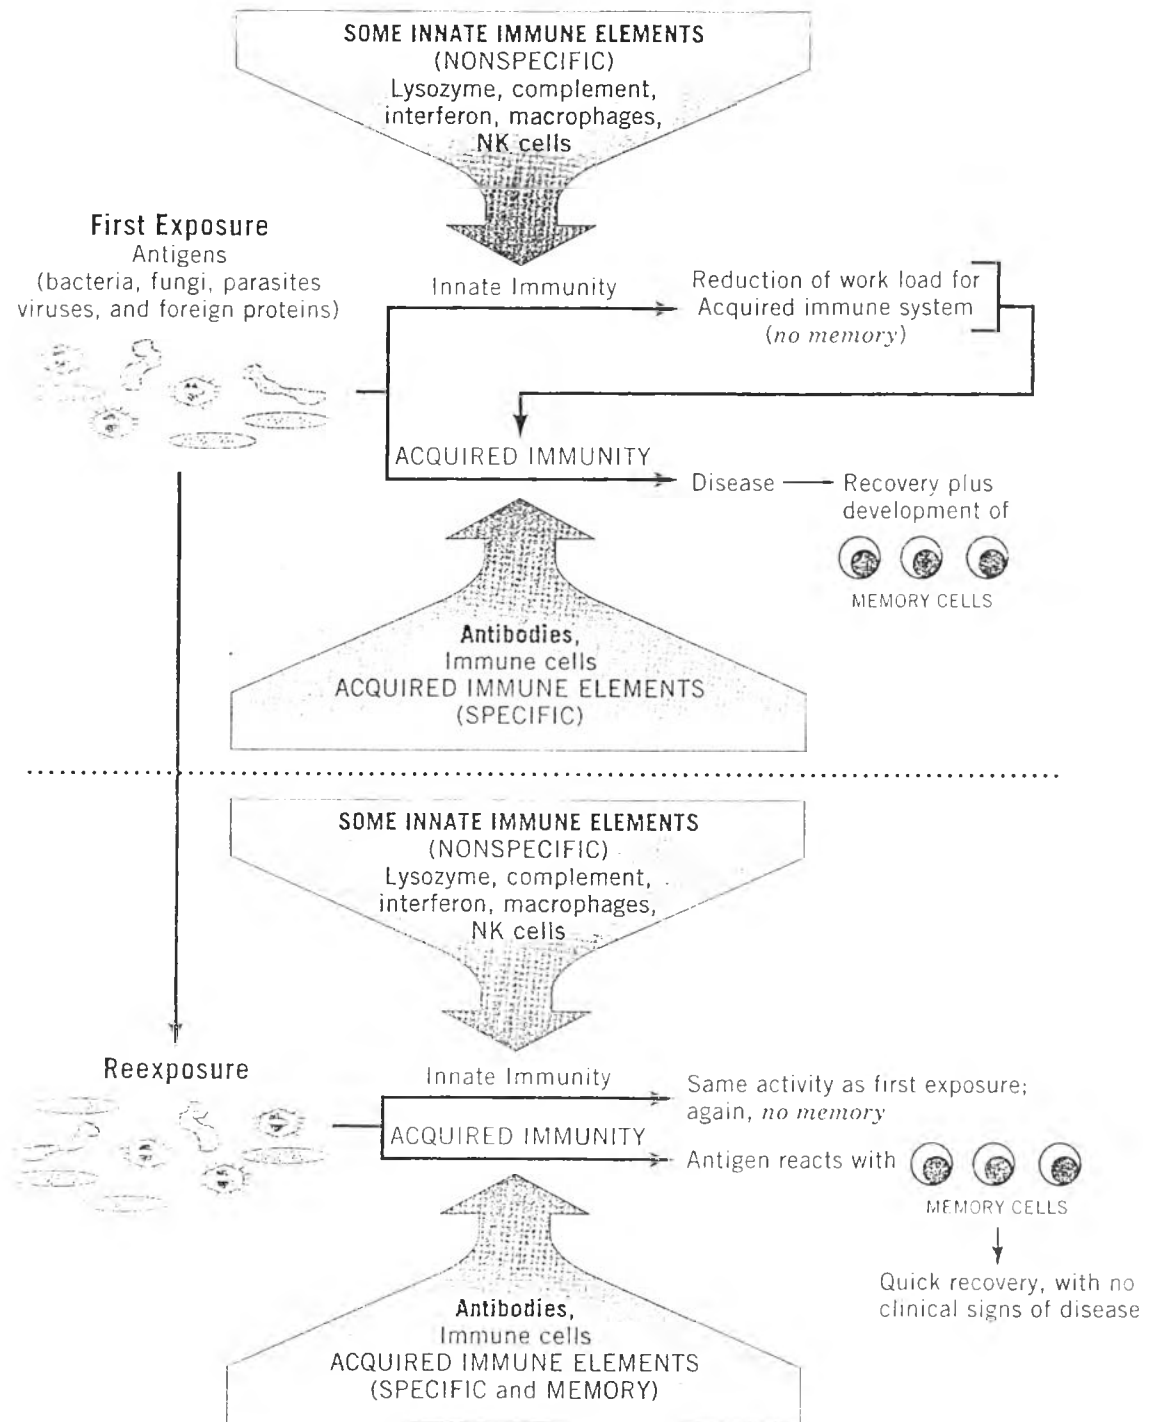 SOME INNATE IMMUNE ELEMENTS
(NONSPECIFIC)
Lysozyme, complement,
interferon, macrophages,
NK cells
First Exposure
Antigens
(bacteria, fungi, parasites
viruses, and foreign proteins)
Innate Immunity
Reduction of work load for
Acquired immune system
(no memory)
ACQUIRED IMMUNITY
Disease
Recovery plus
development of
MEMORY CELLS
Antibodies,
Immune cells
ACQUIRED IMMUNE ELEMENTS
(SPECIFIC)
SOME INNATE IMMUNE ELEMENTS
(NONSPECIFIC)
Lysozyme, complement,
interferon, macrophages,
NK cells
Reexposure
Innate Immunity
Same activity as first exposure;
again, no memory
ACQUIRED IMMUNITY
Antigen reacts with
MEMORY CELLS
Quick recovery, with no
clinical signs of disease
Antibodies,
Immune cells
ACQUIRED IMMUNE ELEMENTS
(SPECIFIC and MEMORY)